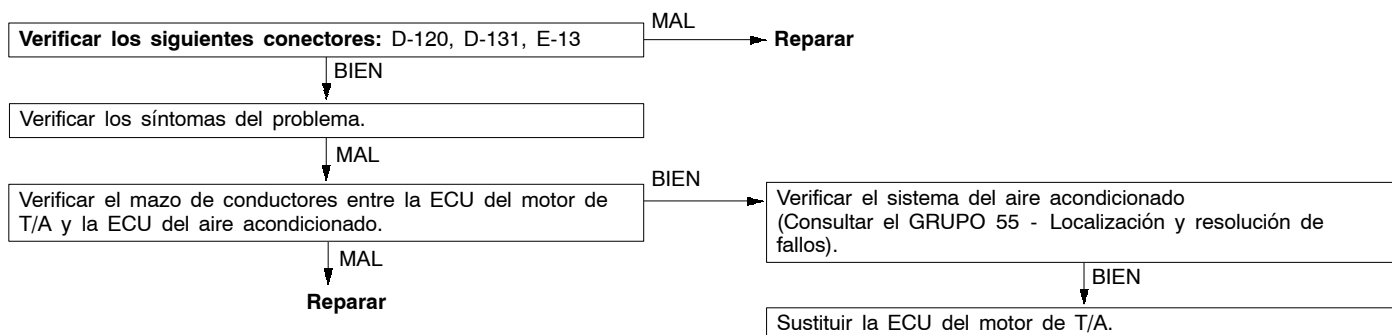 Verificar los siguientes conectores: D-120, D-131, E-13
MAL
Reparar
BIEN
Verificar los síntomas del problema.
MAL
Verificar el mazo de conductores entre la ECU del motor de
T/A y la ECU del aire acondicionado.
BIEN
Verificar el sistema del aire acondicionado
(Consultar el GRUPO 55 - Localización y resolución de
fallos).
MAL
Reparar
BIEN
Sustituir la ECU del motor de T/A.